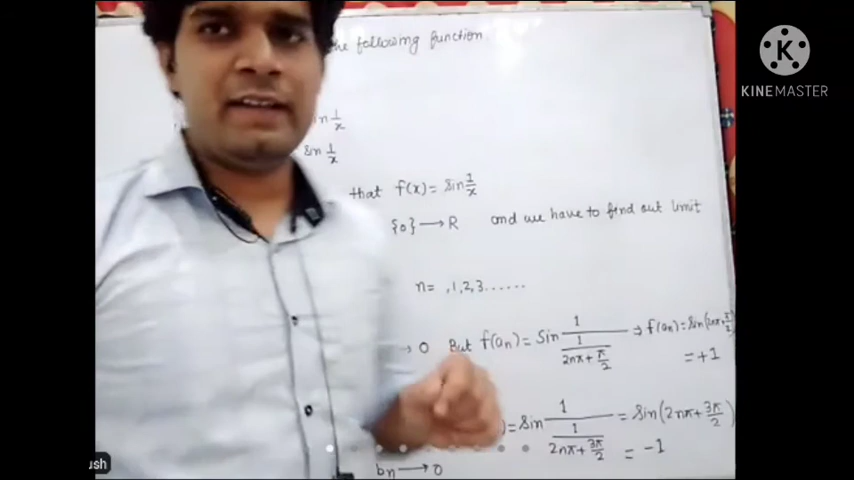 the following function
K
KINEMASTER
in 1/x
sin 1/x
that f(x) = sin 1/x
{0} → R and we have to find out limit
n = ,1,2,3......
→ 0 But f(an) = sin 1/(1/(2nπ+π/2)) ⇒ f(an) = sin(2nπ+π/2)
= +1
) = sin 1/(1/(2nπ+3π/2)) = sin(2nπ+3π/2)
= -1
bn → 0
ush